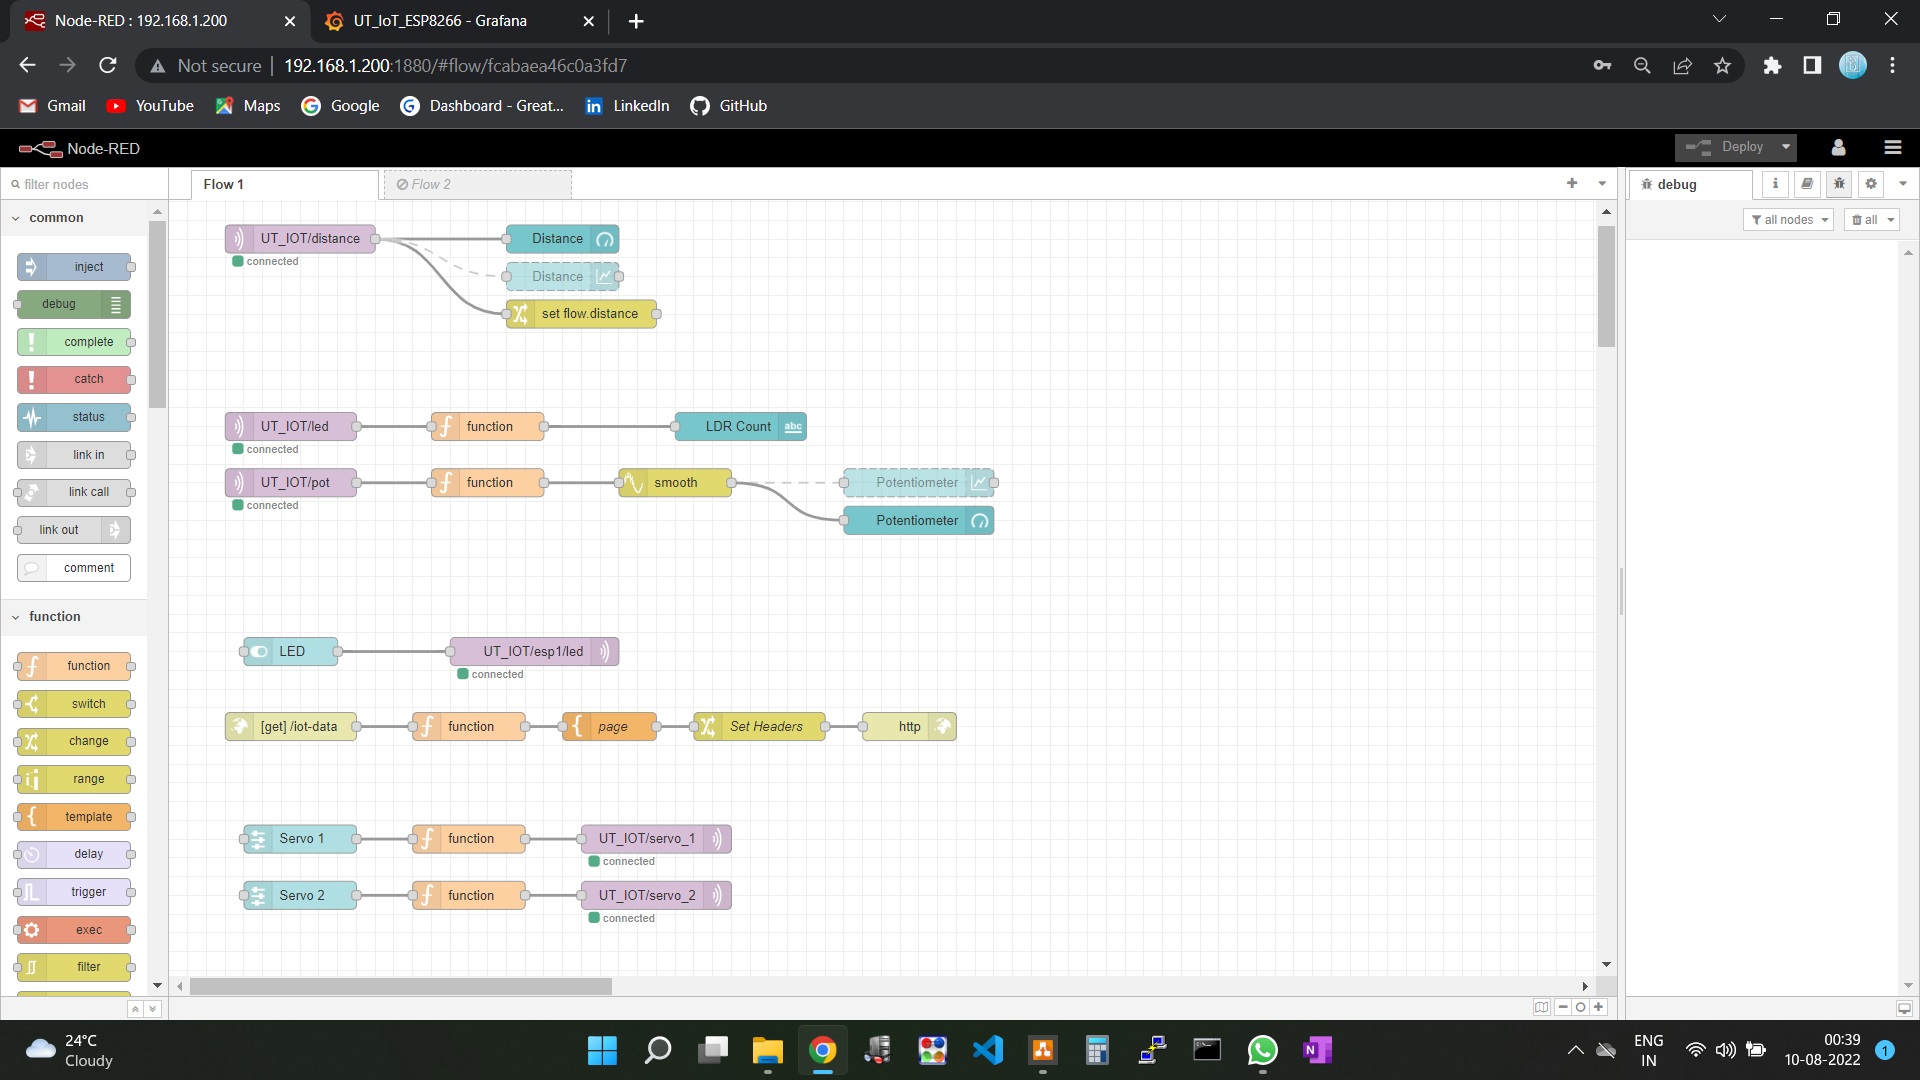 Node-RED : 192.168.1.200
UT_IoT_ESP8266 - Grafana
Not secure
192.168.1.200:1880/#flow/fcabaea46c0a3fd7
Gmail
YouTube
Maps
Google
Dashboard - Great...
LinkedIn
GitHub
Node-RED
Deploy
filter nodes
Flow 1
Flow 2
debug
i
all nodes
all
common
inject
debug
complete
catch
status
link in
link call
link out
comment
function
function
switch
change
range
template
delay
trigger
exec
filter
UT_IOT/distance
connected
Distance
Distance
set flow.distance
UT_IOT/led
connected
function
LDR Count
abc
UT_IOT/pot
connected
function
smooth
Potentiometer
Potentiometer
LED
UT_IOT/esp1/led
connected
[get] /iot-data
function
page
Set Headers
http
Servo 1
function
UT_IOT/servo_1
connected
Servo 2
function
UT_IOT/servo_2
connected
24°C
Cloudy
ENG
IN
00:39
10-08-2022
1